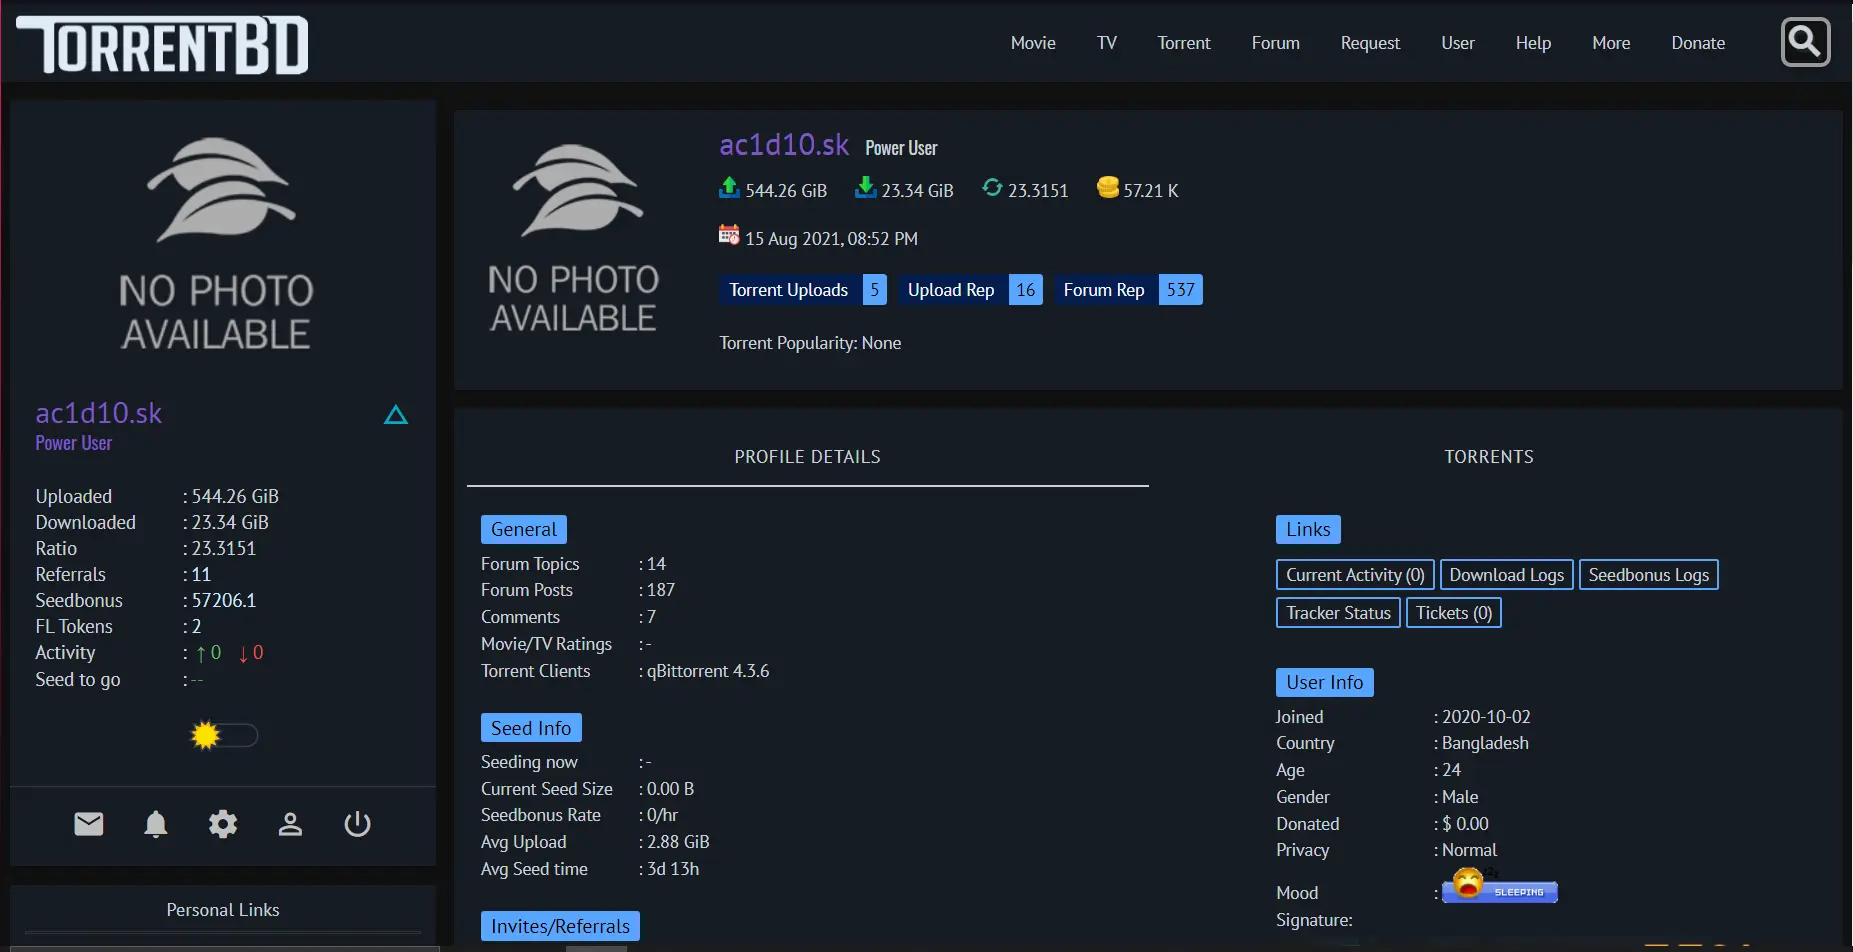 TORRENTBD
Movie TV Torrent Forum Request User Help More Donate
NO PHOTO
AVAILABLE
ac1d10.sk
Power User
Uploaded : 544.26 GiB
Downloaded : 23.34 GiB
Ratio : 23.3151
Referrals : 11
Seedbonus : 57206.1
FL Tokens : 2
Activity : ↑ 0 ↓ 0
Seed to go : --
Personal Links
NO PHOTO
AVAILABLE
ac1d10.sk Power User
544.26 GiB 23.34 GiB 23.3151 57.21 K
15 Aug 2021, 08:52 PM
Torrent Uploads 5 Upload Rep 16 Forum Rep 537
Torrent Popularity: None
PROFILE DETAILS
General
Forum Topics : 14
Forum Posts : 187
Comments : 7
Movie/TV Ratings : -
Torrent Clients : qBittorrent 4.3.6
Seed Info
Seeding now : -
Current Seed Size : 0.00 B
Seedbonus Rate : 0/hr
Avg Upload : 2.88 GiB
Avg Seed time : 3d 13h
Invites/Referrals
TORRENTS
Links
Current Activity (0) Download Logs Seedbonus Logs
Tracker Status Tickets (0)
User Info
Joined : 2020-10-02
Country : Bangladesh
Age : 24
Gender : Male
Donated : $ 0.00
Privacy : Normal
Mood : SLEEPING
Signature: